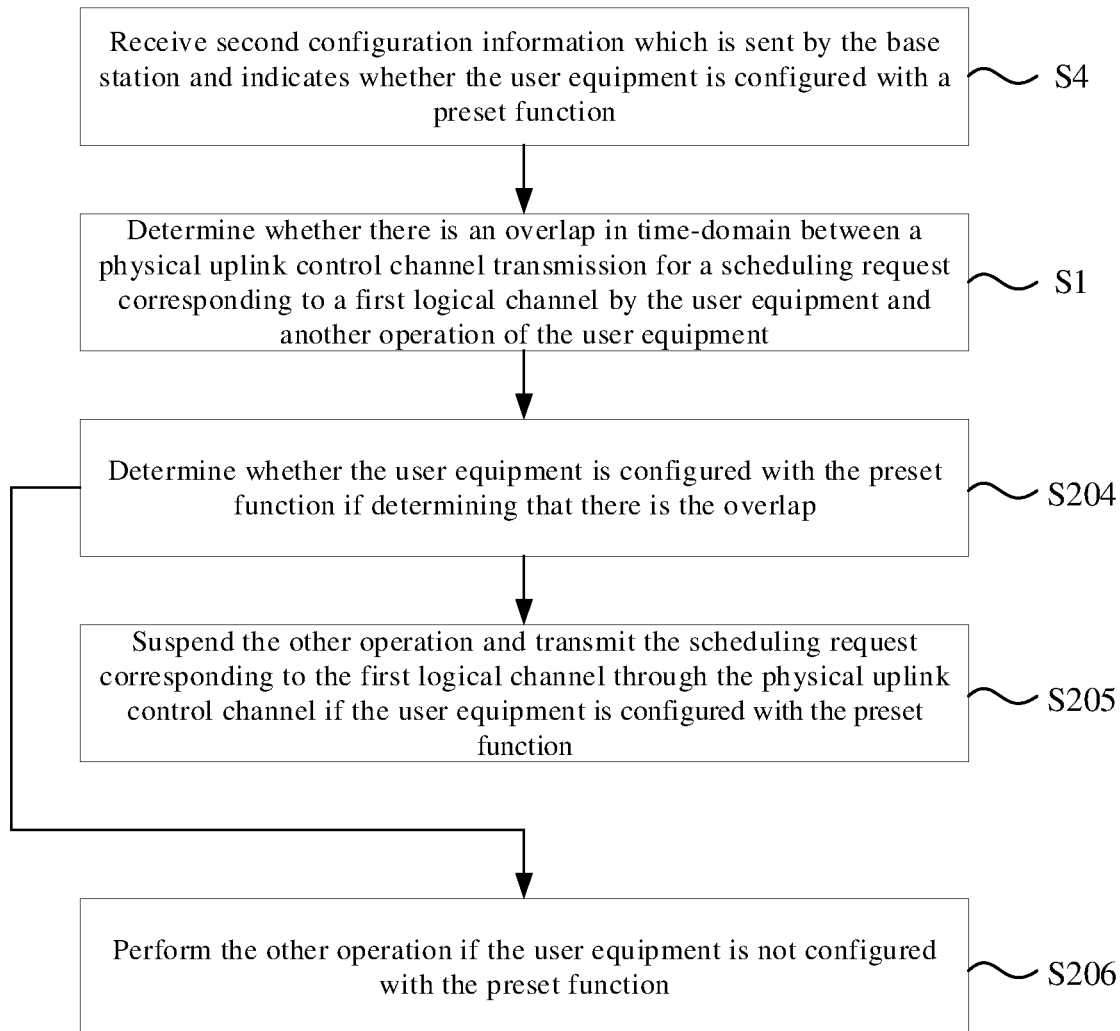 Receive second configuration information which is sent by the base
station and indicates whether the user equipment is configured with a
preset function
S4
Determine whether there is an overlap in time-domain between a
physical uplink control channel transmission for a scheduling request
corresponding to a first logical channel by the user equipment and
another operation of the user equipment
S1
Determine whether the user equipment is configured with the preset
function if determining that there is the overlap
S204
Suspend the other operation and transmit the scheduling request
corresponding to the first logical channel through the physical uplink
control channel if the user equipment is configured with the preset
function
S205
Perform the other operation if the user equipment is not configured
with the preset function
S206